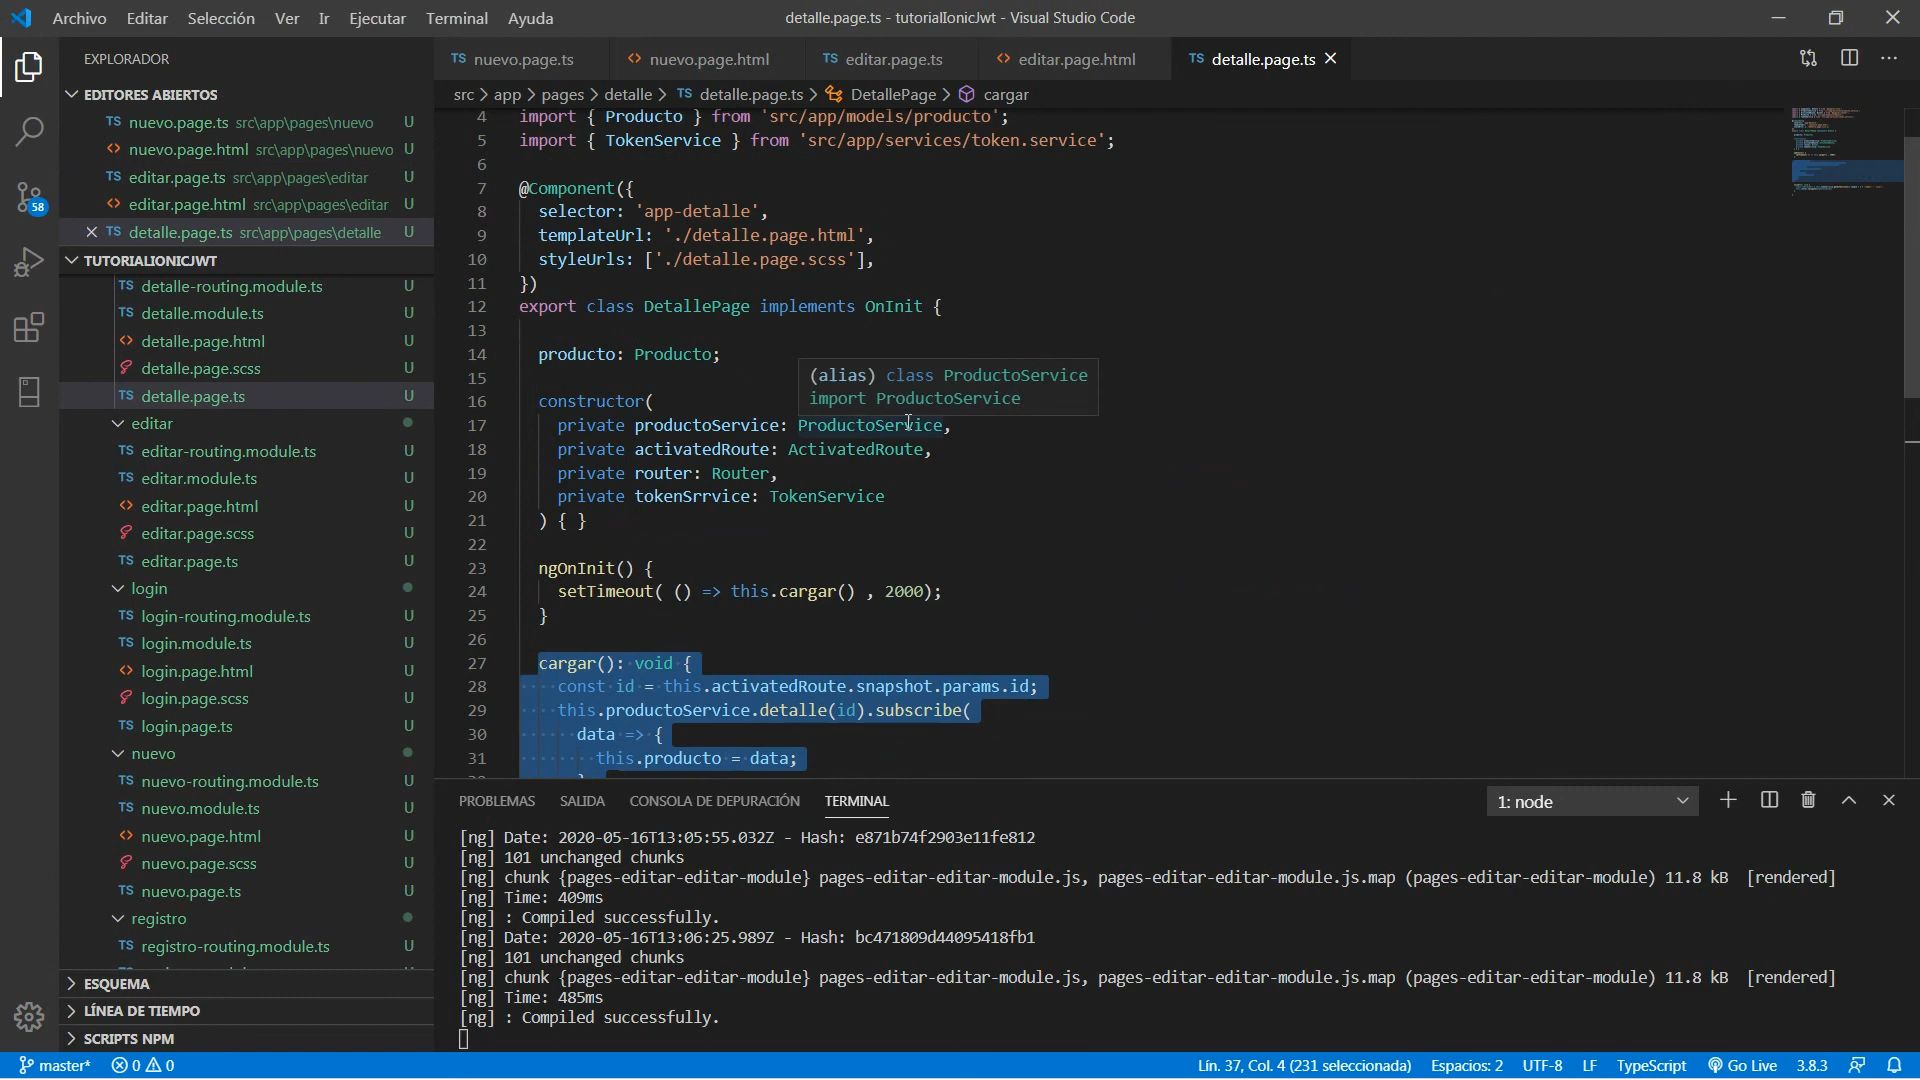 Archivo Editar Selección Ver Ir Ejecutar Terminal Ayuda
detalle.page.ts - tutorialIonicJwt - Visual Studio Code
EXPLORADOR
EDITORES ABIERTOS
TS nuevo.page.ts src\app\pages\nuevo U
<> nuevo.page.html src\app\pages\nuevo U
TS editar.page.ts src\app\pages\editar U
<> editar.page.html src\app\pages\editar U
TS detalle.page.ts src\app\pages\detalle U
TUTORIALIONICJWT
TS detalle-routing.module.ts U
TS detalle.module.ts U
<> detalle.page.html U
detalle.page.scss U
TS detalle.page.ts U
editar
TS editar-routing.module.ts U
TS editar.module.ts U
<> editar.page.html U
editar.page.scss U
TS editar.page.ts U
login
TS login-routing.module.ts U
TS login.module.ts U
<> login.page.html U
login.page.scss U
TS login.page.ts U
nuevo
TS nuevo-routing.module.ts U
TS nuevo.module.ts U
<> nuevo.page.html U
nuevo.page.scss U
TS nuevo.page.ts U
registro
TS registro-routing.module.ts U
ESQUEMA
LÍNEA DE TIEMPO
SCRIPTS NPM
58
TS nuevo.page.ts <> nuevo.page.html TS editar.page.ts <> editar.page.html TS detalle.page.ts
src > app > pages > detalle > TS detalle.page.ts > DetallePage > cargar
4 import { Producto } from 'src/app/models/producto';
5 import { TokenService } from 'src/app/services/token.service';
6
7 @Component({
8 selector: 'app-detalle',
9 templateUrl: './detalle.page.html',
10 styleUrls: ['./detalle.page.scss'],
11 })
12 export class DetallePage implements OnInit {
13
14 producto: Producto;
15
(alias) class ProductoService
import ProductoService
16 constructor(
17 private productoService: ProductoService,
18 private activatedRoute: ActivatedRoute,
19 private router: Router,
20 private tokenSrrvice: TokenService
21 ) { }
22
23 ngOnInit() {
24 setTimeout( () => this.cargar() , 2000);
25 }
26
27 cargar(): void {
28 const id = this.activatedRoute.snapshot.params.id;
29 this.productoService.detalle(id).subscribe(
30 data => {
31 this.producto = data;
PROBLEMAS SALIDA CONSOLA DE DEPURACIÓN TERMINAL 1: node
[ng] Date: 2020-05-16T13:05:55.032Z - Hash: e871b74f2903e11fe812
[ng] 101 unchanged chunks
[ng] chunk {pages-editar-editar-module} pages-editar-editar-module.js, pages-editar-editar-module.js.map (pages-editar-editar-module) 11.8 kB [rendered]
[ng] Time: 409ms
[ng] : Compiled successfully.
[ng] Date: 2020-05-16T13:06:25.989Z - Hash: bc471809d44095418fb1
[ng] 101 unchanged chunks
[ng] chunk {pages-editar-editar-module} pages-editar-editar-module.js, pages-editar-editar-module.js.map (pages-editar-editar-module) 11.8 kB [rendered]
[ng] Time: 485ms
[ng] : Compiled successfully.
master* 0 0 Lín. 37, Col. 4 (231 seleccionada) Espacios: 2 UTF-8 LF TypeScript Go Live 3.8.3